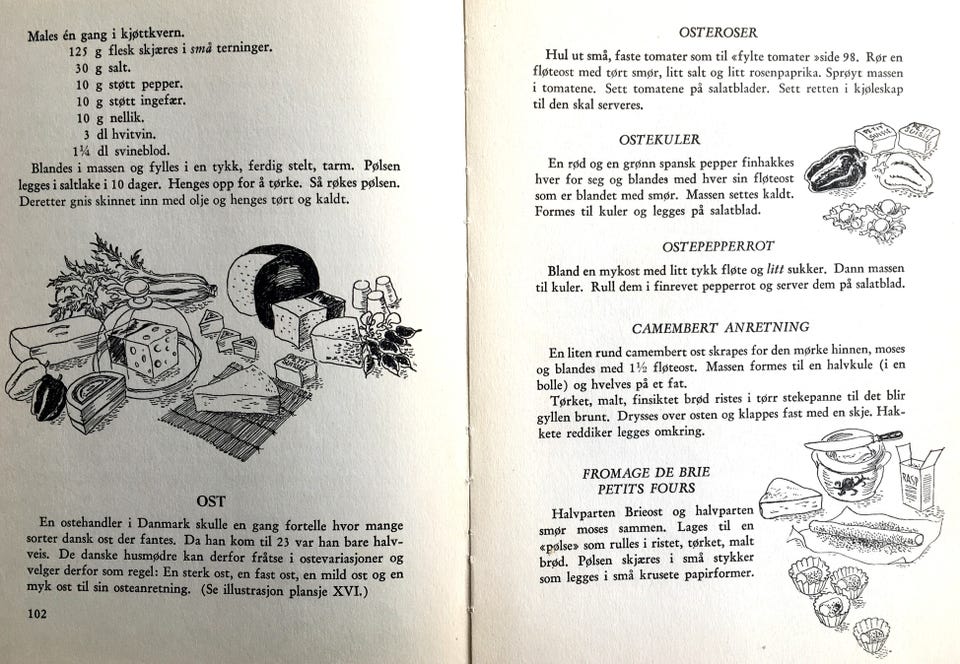 Males én gang i kjøttkvern.
125 g flesk skjæres i små terninger.
30 g salt.
10 g støtt pepper.
10 g støtt ingefær.
10 g nellik.
3 dl hvitvin.
1¼ dl svineblod.
Blandes i massen og fylles i en tykk, ferdig stelt, tarm. Pølsen
legges i saltlake i 10 dager. Henges opp for å tørke. Så røkes pølsen.
Deretter gnis skinnet inn med olje og henges tørt og kaldt.
OST
En ostehandler i Danmark skulle en gang fortelle hvor mange
sorter dansk ost der fantes. Da han kom til 23 var han bare halv-
veis. De danske husmødre kan derfor fråtse i ostevariasjoner og
velger derfor som regel: En sterk ost, en fast ost, en mild ost og en
myk ost til sin osteanretning. (Se illustrasjon plansje XVI.)
102
OSTEROSER
Hul ut små, faste tomater som til «fylte tomater »side 98. Rør en
fløteost med tørt smør, litt salt og litt rosenpaprika. Sprøyt massen
i tomatene. Sett tomatene på salatblader. Sett retten i kjøleskap
til den skal serveres.
OSTEKULER
En rød og en grønn spansk pepper finhakkes
hver for seg og blandes med hver sin fløteost
som er blandet med smør. Massen settes kaldt.
Formes til kuler og legges på salatblad.
PETIT
SUISSE
PETIT
SUISSE
OSTEPEPPERROT
Bland en mykost med litt tykk fløte og litt sukker. Dann massen
til kuler. Rull dem i finrevet pepperrot og server dem på salatblad.
CAMEMBERT ANRETNING
En liten rund camembert ost skrapes for den mørke hinnen, moses
og blandes med 1½ fløteost. Massen formes til en halvkule (i en
bolle) og hvelves på et fat.
Tørket, malt, finsiktet brød ristes i tørr stekepanne til det blir
gyllen brunt. Drysses over osten og klappes fast med en skje. Hak-
kete reddiker legges omkring.
FROMAGE DE BRIE
PETITS FOURS
Halvparten Brieost og halvparten
smør moses sammen. Lages til en
«pølse» som rulles i ristet, tørket, malt
brød. Pølsen skjæres i små stykker
som legges i små krusete papirformer.
RASP